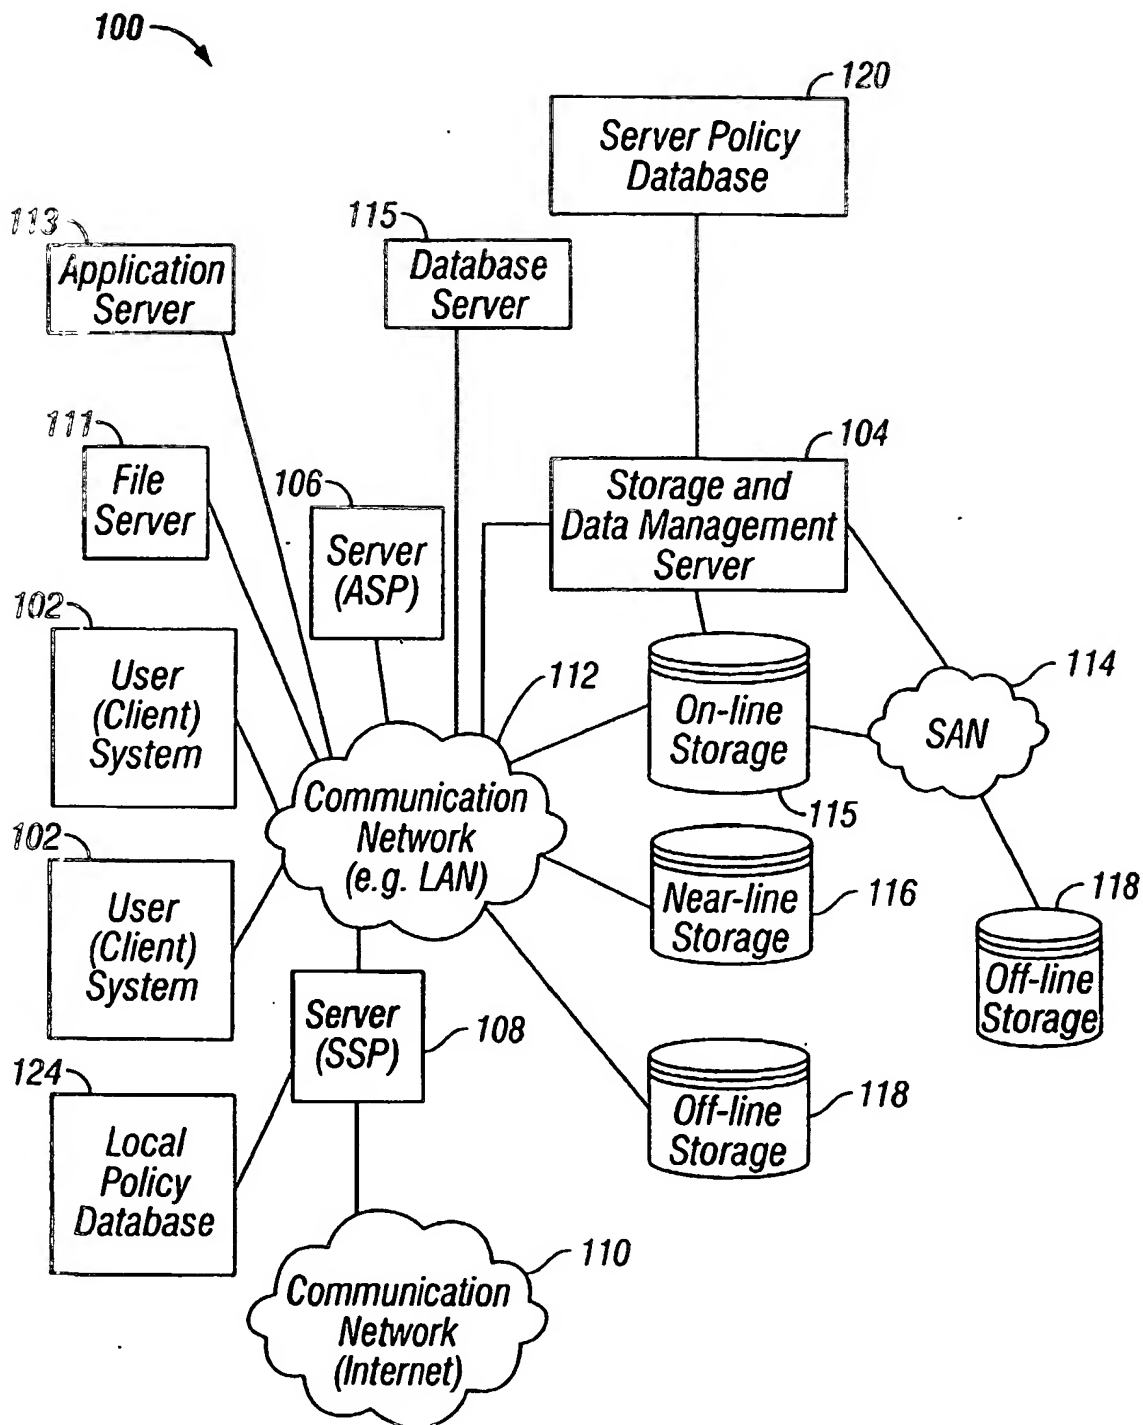 100
120
Server Policy
Database
113
Application
Server
115
Database
Server
111
File
Server
106
Server
(ASP)
104
Storage and
Data Management
Server
102
User
(Client)
System
112
Communication
Network
(e.g. LAN)
On-line
Storage
115
114
SAN
102
User
(Client)
System
Near-line
Storage
116
118
Off-line
Storage
Server
(SSP)
108
124
Local
Policy
Database
Off-line
Storage
118
110
Communication
Network
(Internet)